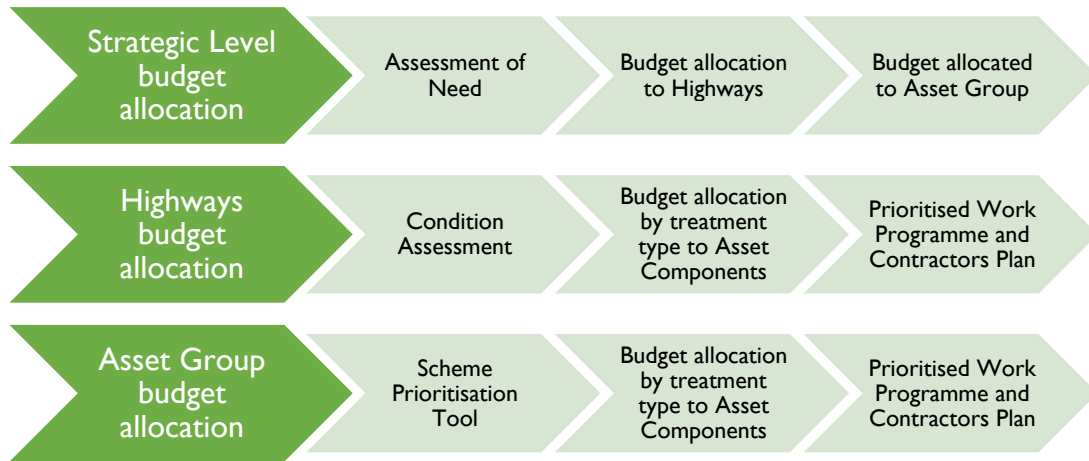 Strategic Level
budget
allocation
Assessment of
Need
Budget allocation
to Highways
Budget allocated
to Asset Group
Highways
budget
allocation
Condition
Assessment
Budget allocation
by treatment
type to Asset
Components
Prioritised Work
Programme and
Contractors Plan
Asset Group
budget
allocation
Scheme
Prioritisation
Tool
Budget allocation
by treatment
type to Asset
Components
Prioritised Work
Programme and
Contractors Plan